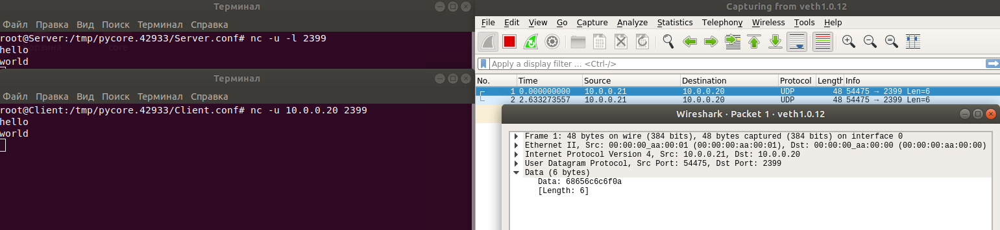 Терминал
Файл Правка Вид Поиск Терминал Справка
root@Server:/tmp/pycore.42933/Server.conf# nc -u -l 2399
hello
world
Терминал
Файл Правка Вид Поиск Терминал Справка
root@Client:/tmp/pycore.42933/Client.conf# nc -u 10.0.0.20 2399
hello
world
Capturing from veth1.0.12
File Edit View Go Capture Analyze Statistics Telephony Wireless Tools Help
Apply a display filter ... <Ctrl-/>
No. Time Source Destination Protocol Length Info
1 0.000000000 10.0.0.21 10.0.0.20 UDP 48 54475 → 2399 Len=6
2 2.633273557 10.0.0.21 10.0.0.20 UDP 48 54475 → 2399 Len=6
Wireshark · Packet 1 · veth1.0.12
Frame 1: 48 bytes on wire (384 bits), 48 bytes captured (384 bits) on interface 0
Ethernet II, Src: 00:00:00_aa:00:01 (00:00:00:aa:00:01), Dst: 00:00:00_aa:00:00 (00:00:00:aa:00:00)
Internet Protocol Version 4, Src: 10.0.0.21, Dst: 10.0.0.20
User Datagram Protocol, Src Port: 54475, Dst Port: 2399
Data (6 bytes)
Data: 68656c6c6f0a
[Length: 6]